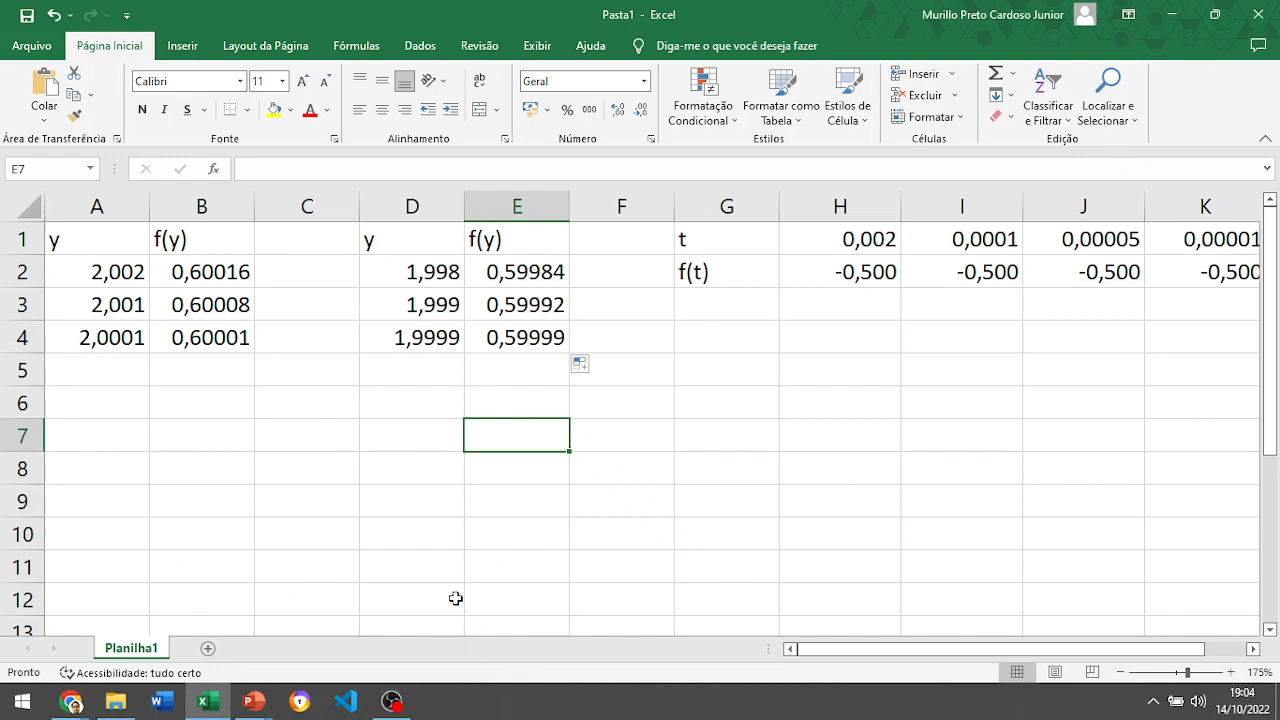 Pasta1 - Excel
Murillo Preto Cardoso Junior
Arquivo Página Inicial Inserir Layout da Página Fórmulas Dados Revisão Exibir Ajuda Diga-me o que você deseja fazer
Colar
Calibri 11
N I S
ab
Geral
% 000
Formatação Condicional
Formatar como Tabela
Estilos de Célula
Inserir
Excluir
Formatar
Classificar e Filtrar
Localizar e Selecionar
Área de Transferência Fonte Alinhamento Número Estilos Células Edição
E7 fx
A B C D E F G H I J K
1 y f(y) y f(y) t 0,002 0,0001 0,00005 0,00001
2 2,002 0,60016 1,998 0,59984 f(t) -0,500 -0,500 -0,500 -0,500
3 2,001 0,60008 1,999 0,59992
4 2,0001 0,60001 1,9999 0,59999
5
6
7
8
9
10
11
12
13
Planilha1
Pronto Acessibilidade: tudo certo 175%
19:04
14/10/2022